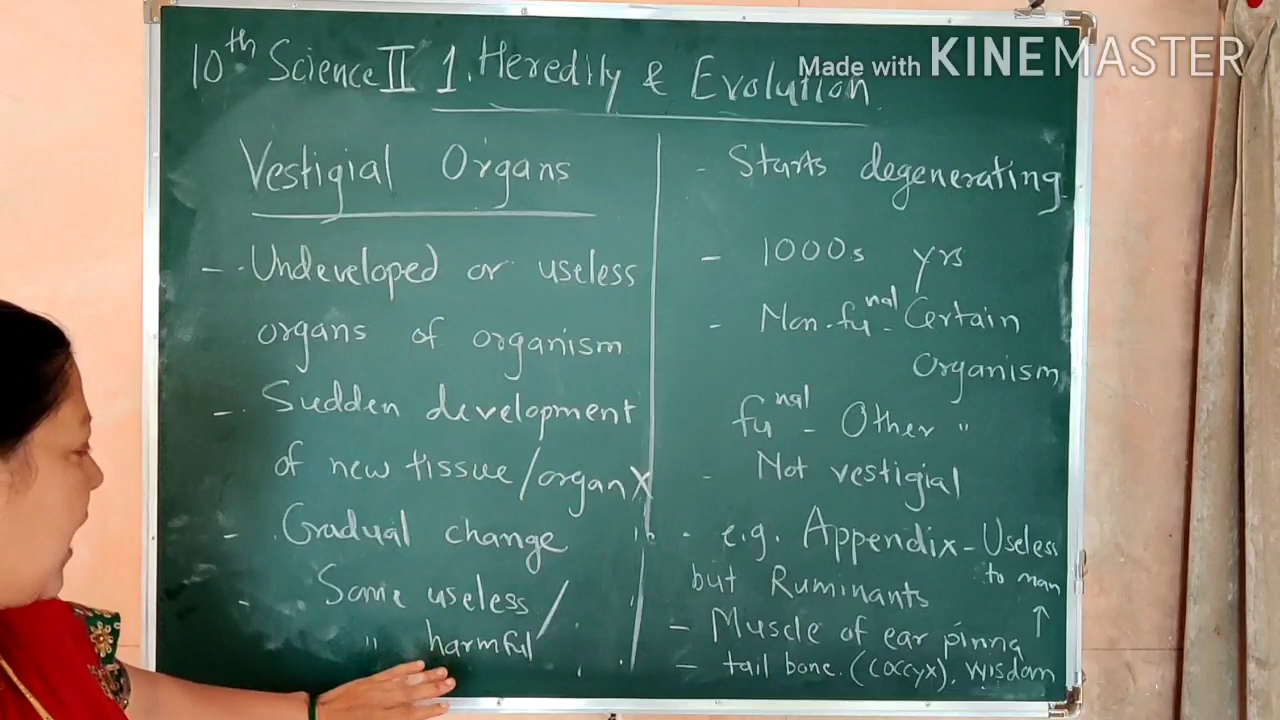 10th Science II 1. Heredity & Evolution
Made with KINEMASTER
Vestigial Organs
- Undeveloped or useless
organs of organism
- Sudden development
of new tissue/organ X
- Gradual change
- Some useless /
" harmful
- Starts degenerating
- 1000s yrs
- Non-fu.nal - Certain
Organism
fu nal - Other "
- Not vestigial
- e.g. Appendix - Useless
to man
but Ruminants ↑
- Muscle of ear pinna
- tail bone (coccyx), wisdom